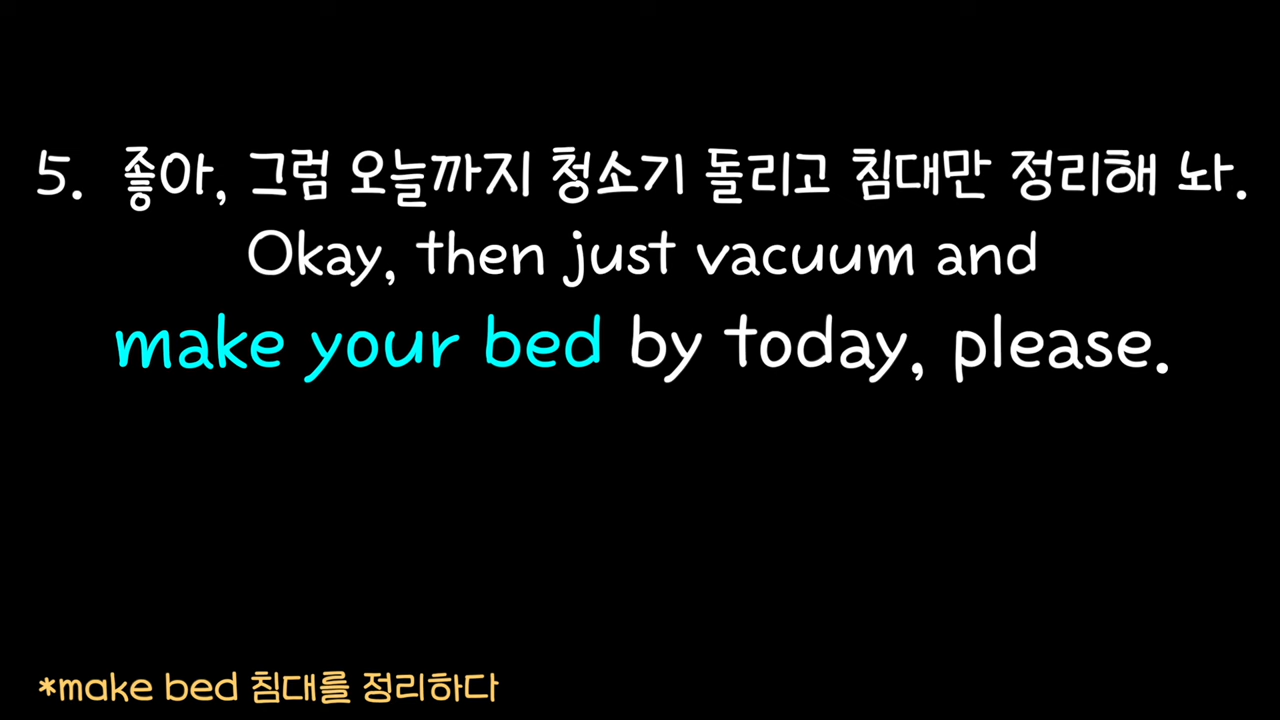 5. 좋아, 그럼 오늘까지 청소기 돌리고 침대만 정리해 놔.
Okay, then just vacuum and
make your bed by today, please.
*make bed 침대를 정리하다